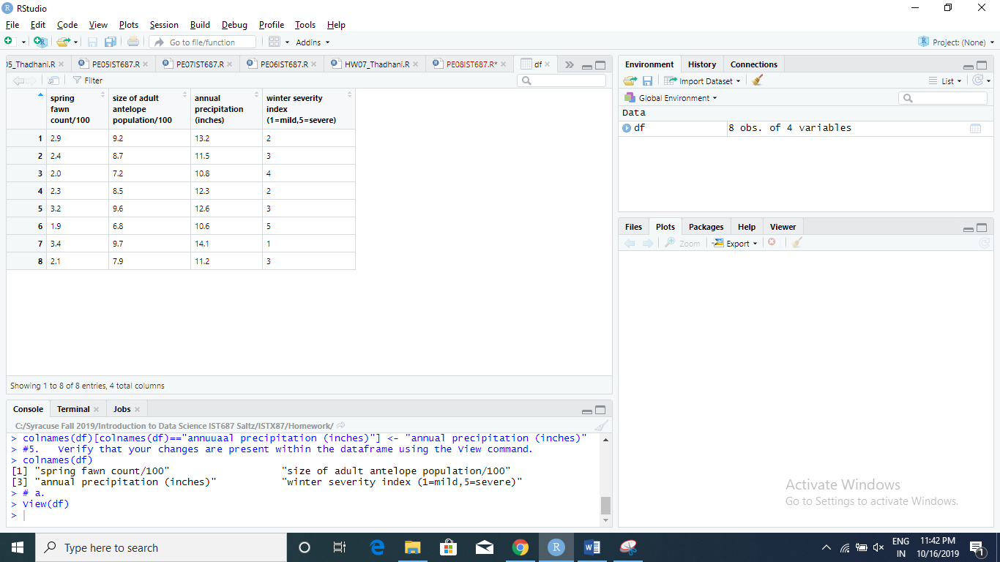 RStudio
File Edit Code View Plots Session Build Debug Profile Tools Help
Go to file/function Addins Project: (None)
05_Thadhani.R PE05IST687.R PE07IST687.R PE06IST687.R HW07_Thadhani.R PE08IST687.R* df
Filter
spring fawn count/100 size of adult antelope population/100 annual precipitation (inches) winter severity index (1=mild,5=severe)
1 2.9 9.2 13.2 2
2 2.4 8.7 11.5 3
3 2.0 7.2 10.8 4
4 2.3 8.5 12.3 2
5 3.2 9.6 12.6 3
6 1.9 6.8 10.6 5
7 3.4 9.7 14.1 1
8 2.1 7.9 11.2 3
Showing 1 to 8 of 8 entries, 4 total columns
Console Terminal Jobs
C:/Syracuse Fall 2019/Introduction to Data Science IST687 Saltz/ISTX87/Homework/
> colnames(df)[colnames(df)=="annuuaal precipitation (inches)"] <- "annual precipitation (inches)"
> #5. Verify that your changes are present within the dataframe using the View command.
> colnames(df)
[1] "spring fawn count/100" "size of adult antelope population/100"
[3] "annual precipitation (inches)" "winter severity index (1=mild,5=severe)"
> # a.
> View(df)
>
Environment History Connections
Import Dataset List
Global Environment
Data
df 8 obs. of 4 variables
Files Plots Packages Help Viewer
Zoom Export
Activate Windows
Go to Settings to activate Windows.
Type here to search
ENG 11:42 PM
IN 10/16/2019
1